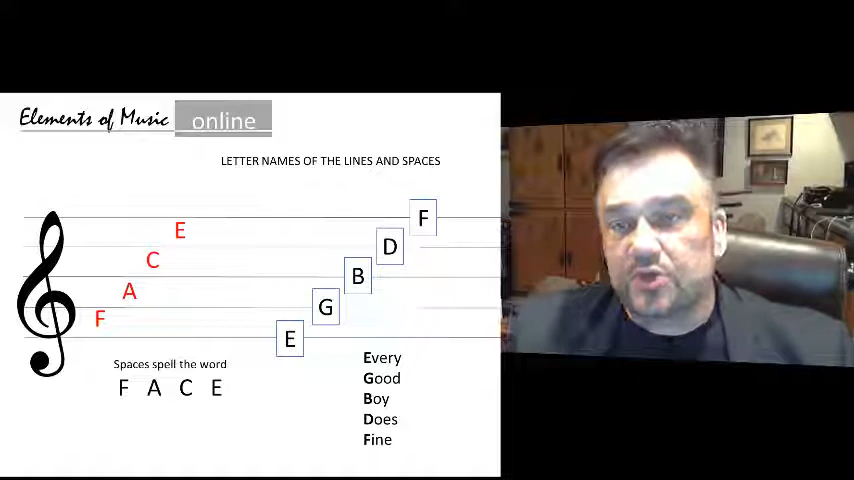 Elements of Music online
LETTER NAMES OF THE LINES AND SPACES
F
E
D
C
B
A
G
F
E
Spaces spell the word
F A C E
Every
Good
Boy
Does
Fine